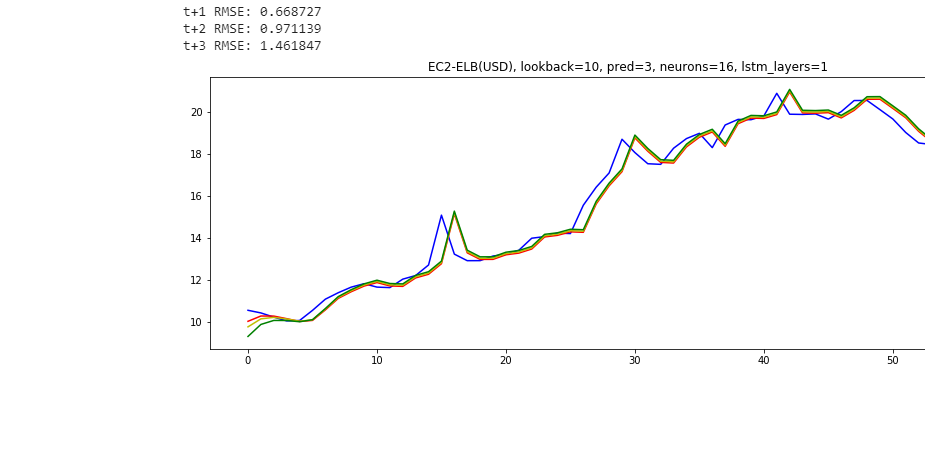 t+1 RMSE: 0.668727
t+2 RMSE: 0.971139
t+3 RMSE: 1.461847
EC2-ELB(USD), lookback=10, pred=3, neurons=16, lstm_layers=1
20
18
16
14
12
10
0 10 20 30 40 50